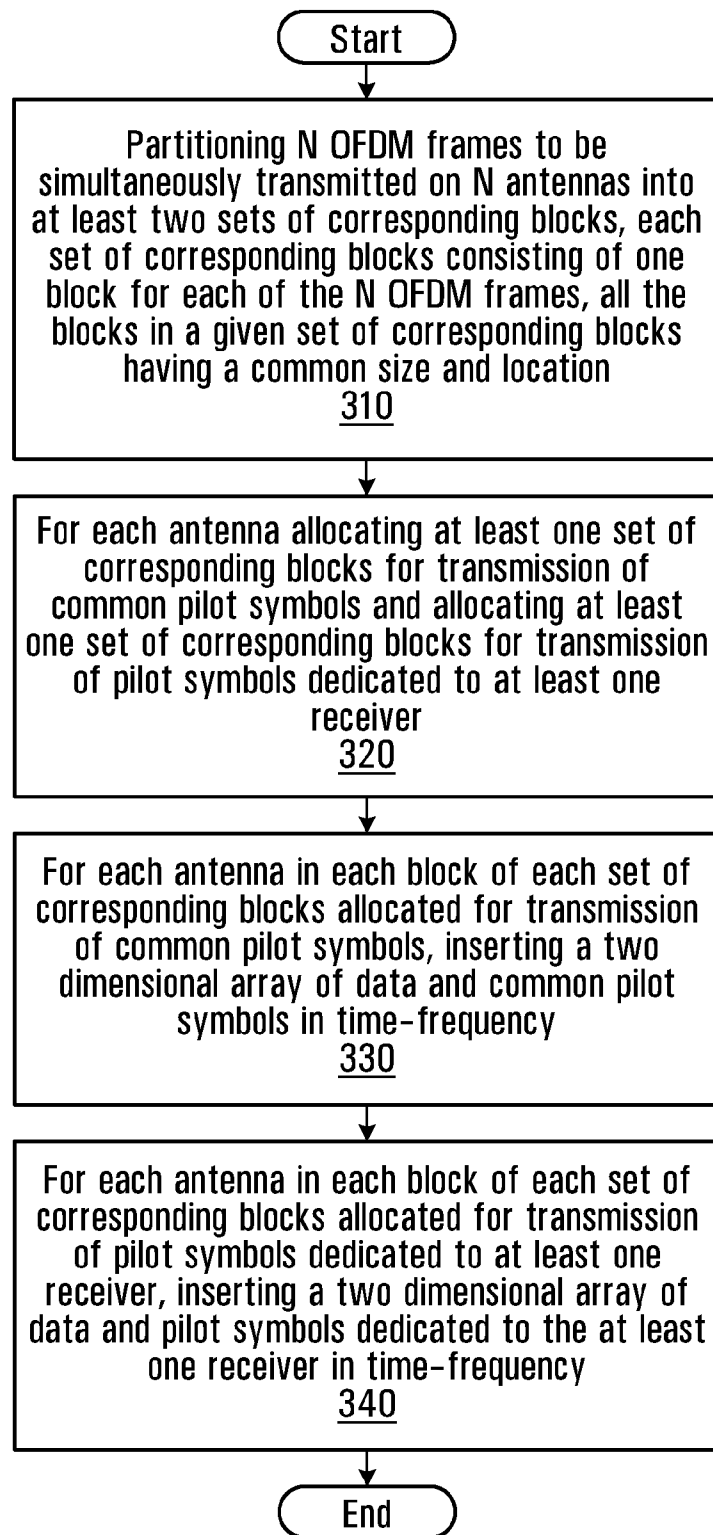 Start
Partitioning N OFDM frames to be
simultaneously transmitted on N antennas into
at least two sets of corresponding blocks, each
set of corresponding blocks consisting of one
block for each of the N OFDM frames, all the
blocks in a given set of corresponding blocks
having a common size and location
310
For each antenna allocating at least one set of
corresponding blocks for transmission of
common pilot symbols and allocating at least
one set of corresponding blocks for transmission
of pilot symbols dedicated to at least one
receiver
320
For each antenna in each block of each set of
corresponding blocks allocated for transmission
of common pilot symbols, inserting a two
dimensional array of data and common pilot
symbols in time-frequency
330
For each antenna in each block of each set of
corresponding blocks allocated for transmission
of pilot symbols dedicated to at least one
receiver, inserting a two dimensional array of
data and pilot symbols dedicated to the at least
one receiver in time-frequency
340
End